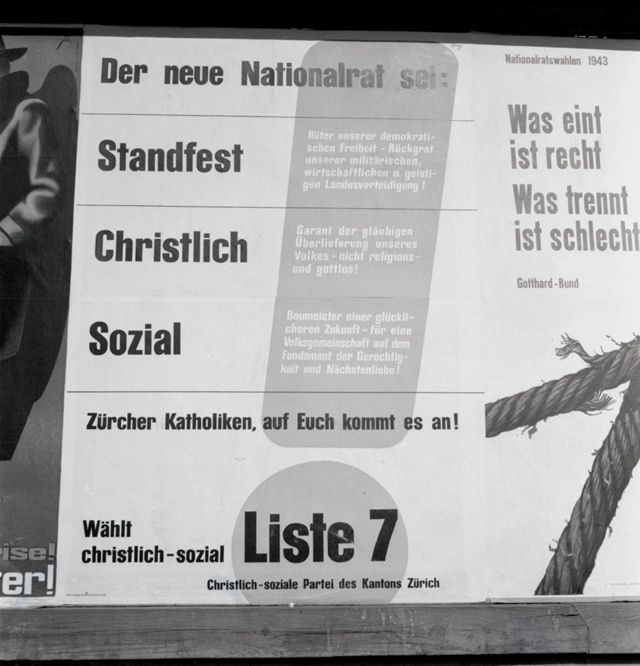 Der neue Nationalrat sei:
Standfest
Hüter unserer demokrati-
schen Freiheit - Rückgrat
unserer militärischen,
wirtschaftlichen u. geisti-
gen Landesverteidigung!
Christlich
Garant der gläubigen
Überlieferung unseres
Volkes - nicht religions-
und gottlos!
Sozial
Baumeister einer glückli-
cheren Zukunft - für eine
Volksgemeinschaft auf dem
Fundament der Gerechtig-
keit und Nächstenliebe!
Zürcher Katholiken, auf Euch kommt es an!
Wählt
christlich-sozial
Liste 7
Christlich-soziale Partei des Kantons Zürich
Nationalratswahlen 1943
Was eint
ist recht
Was trennt
ist schlecht
Gotthard-Bund
ise!
er!